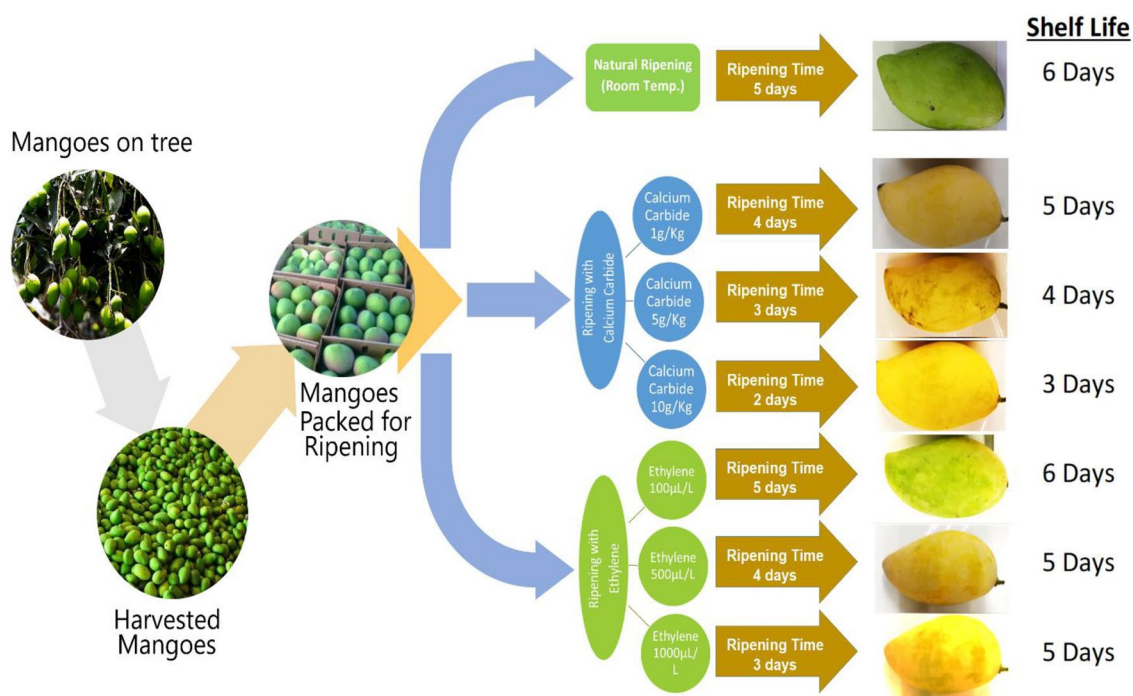 Shelf Life
Mangoes on tree
Harvested
Mangoes
Mangoes
Packed for
Ripening
Natural Ripening
(Room Temp.)
Ripening Time
5 days
6 Days
Ripening with
Calcium Carbide
Calcium
Carbide
1g/Kg
Ripening Time
4 days
5 Days
Calcium
Carbide
5g/Kg
Ripening Time
3 days
4 Days
Calcium
Carbide
10g/Kg
Ripening Time
2 days
3 Days
Ripening with
Ethylene
Ethylene
100µL/L
Ripening Time
5 days
6 Days
Ethylene
500µL/L
Ripening Time
4 days
5 Days
Ethylene
1000µL/
L
Ripening Time
3 days
5 Days